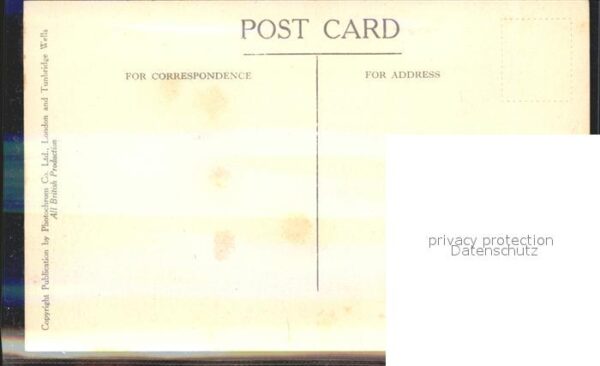 POST CARD
FOR CORRESPONDENCE
FOR ADDRESS
Copyright Publication by Photochrom Co. Ltd., London and Tunbridge Wells
All British Production
privacy protection
Datenschutz